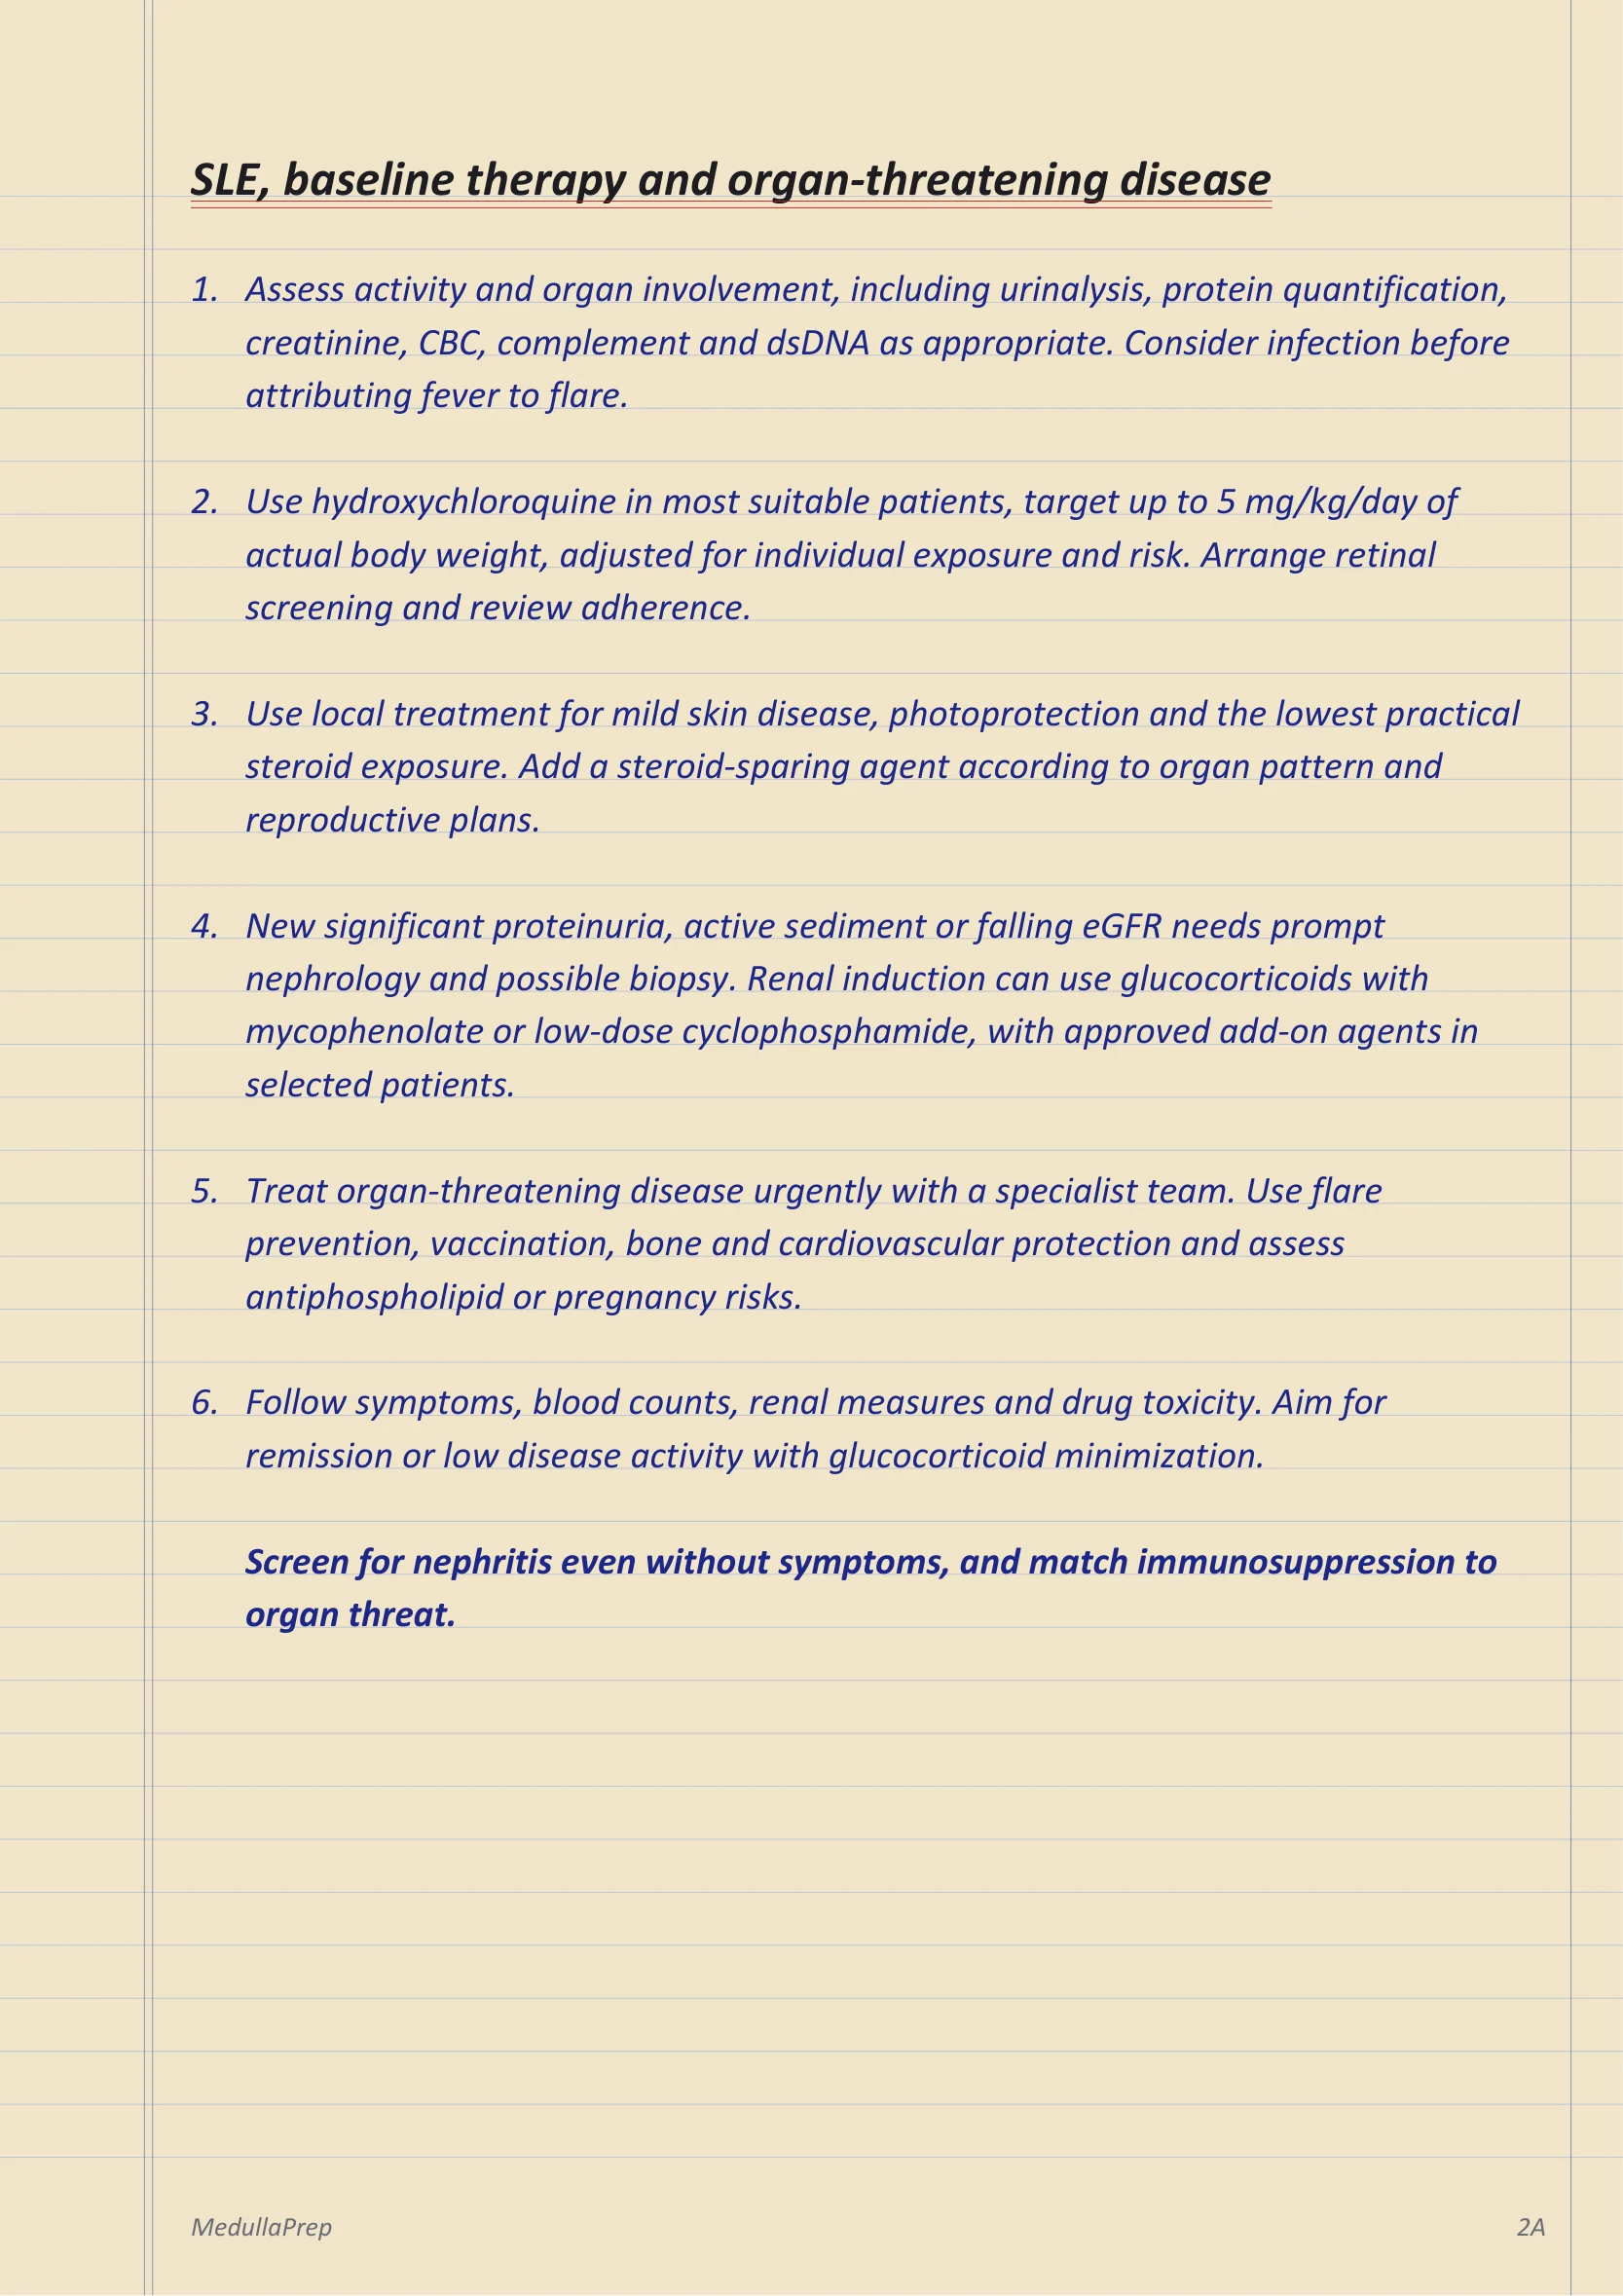 SLE, baseline therapy and organ-threatening disease
1. Assess activity and organ involvement, including urinalysis, protein quantification,
creatinine, CBC, complement and dsDNA as appropriate. Consider infection before
attributing fever to flare.
2. Use hydroxychloroquine in most suitable patients, target up to 5 mg/kg/day of
actual body weight, adjusted for individual exposure and risk. Arrange retinal
screening and review adherence.
3. Use local treatment for mild skin disease, photoprotection and the lowest practical
steroid exposure. Add a steroid-sparing agent according to organ pattern and
reproductive plans.
4. New significant proteinuria, active sediment or falling eGFR needs prompt
nephrology and possible biopsy. Renal induction can use glucocorticoids with
mycophenolate or low-dose cyclophosphamide, with approved add-on agents in
selected patients.
5. Treat organ-threatening disease urgently with a specialist team. Use flare
prevention, vaccination, bone and cardiovascular protection and assess
antiphospholipid or pregnancy risks.
6. Follow symptoms, blood counts, renal measures and drug toxicity. Aim for
remission or low disease activity with glucocorticoid minimization.
Screen for nephritis even without symptoms, and match immunosuppression to
organ threat.
MedullaPrep
2A